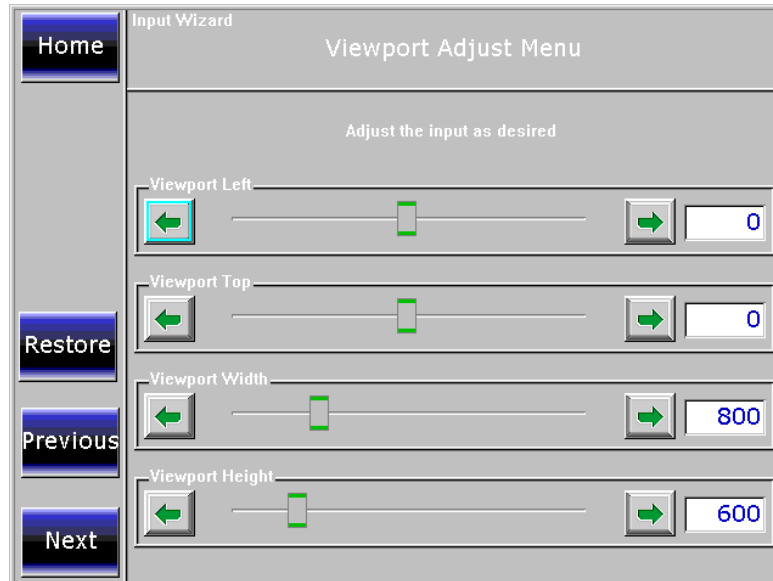 Home
Input Wizard
Viewport Adjust Menu
Adjust the input as desired
Viewport Left
0
Viewport Top
0
Restore
Viewport Width
800
Previous
Viewport Height
600
Next